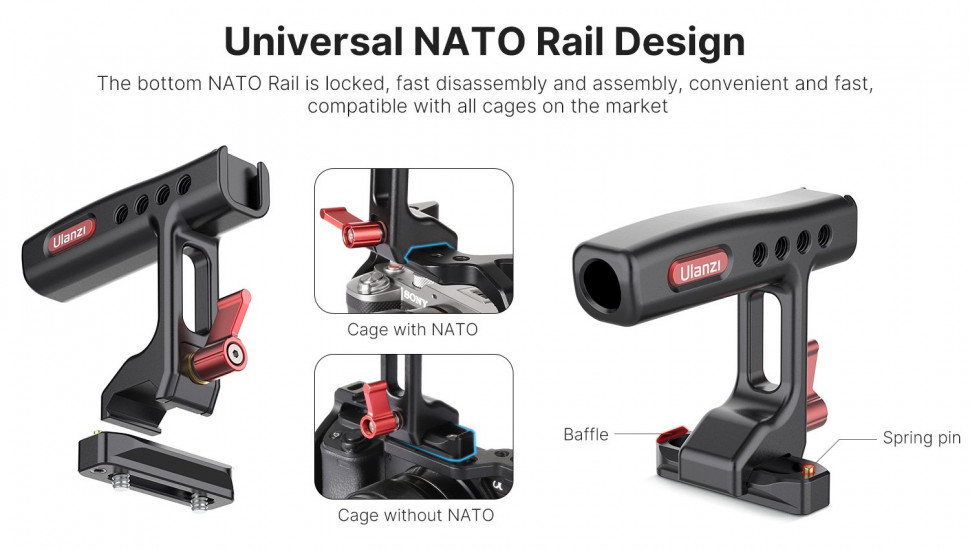 Universal NATO Rail Design
The bottom NATO Rail is locked, fast disassembly and assembly, convenient and fast,
compatible with all cages on the market
Ulanzi
SONY
Cage with NATO
α
Cage without NATO
Ulanzi
Baffle
Spring pin